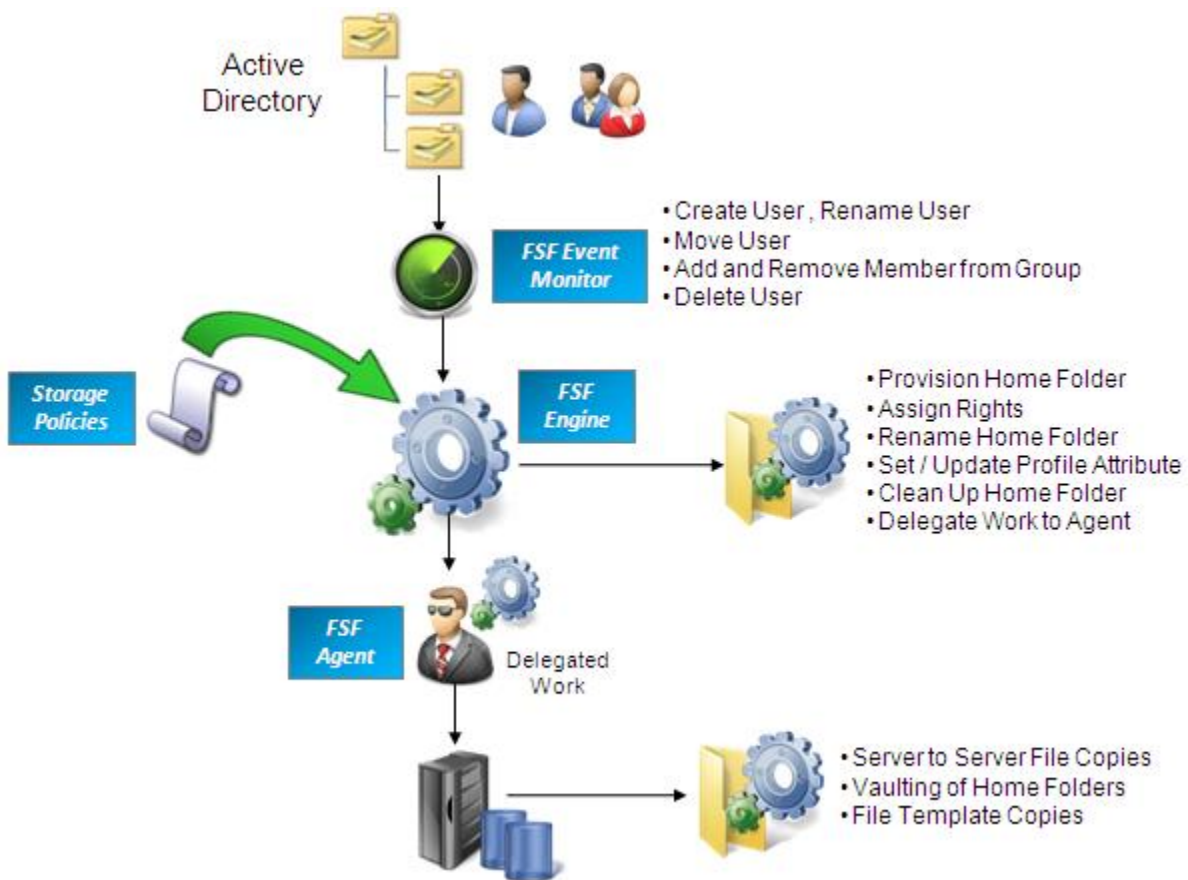 Active
Directory
FSF Event
Monitor
• Create User , Rename User
• Move User
• Add and Remove Member from Group
• Delete User
Storage
Policies
FSF
Engine
• Provision Home Folder
• Assign Rights
• Rename Home Folder
• Set / Update Profile Attribute
• Clean Up Home Folder
• Delegate Work to Agent
FSF
Agent
Delegated
Work
• Server to Server File Copies
• Vaulting of Home Folders
• File Template Copies